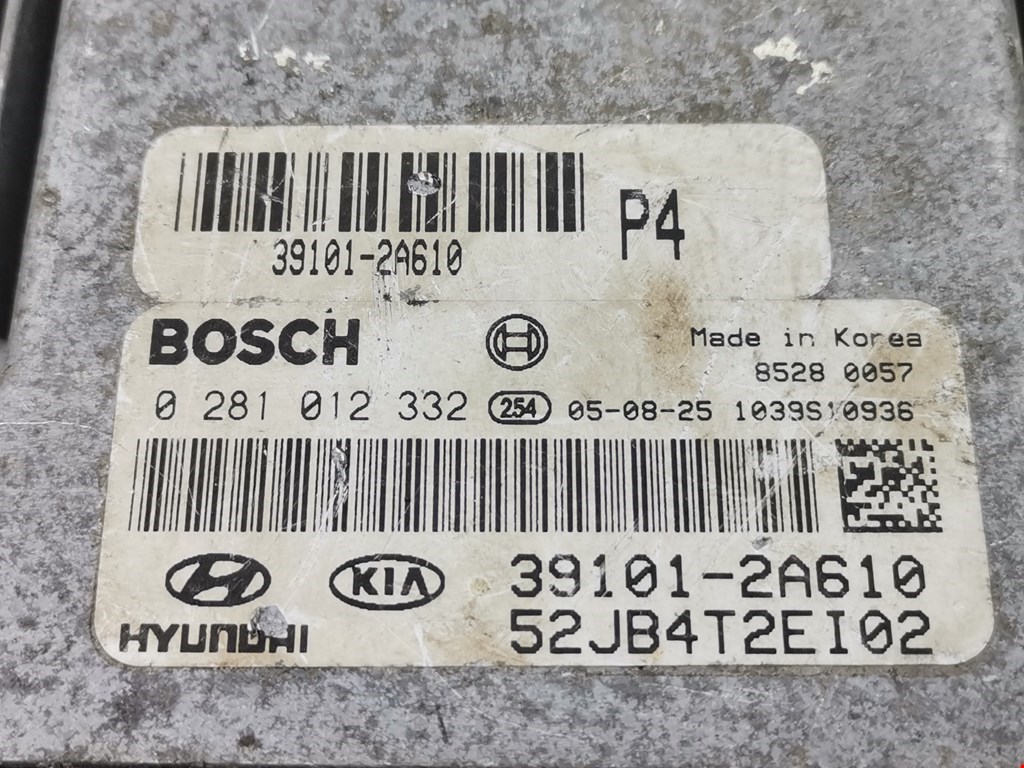 39101-2A610
P4
BOSCH
Made in Korea
8528 0057
0 281 012 332 254 05-08-25 1039S10936
HYUNDAI
KIA
39101-2A610
52JB4T2EI02